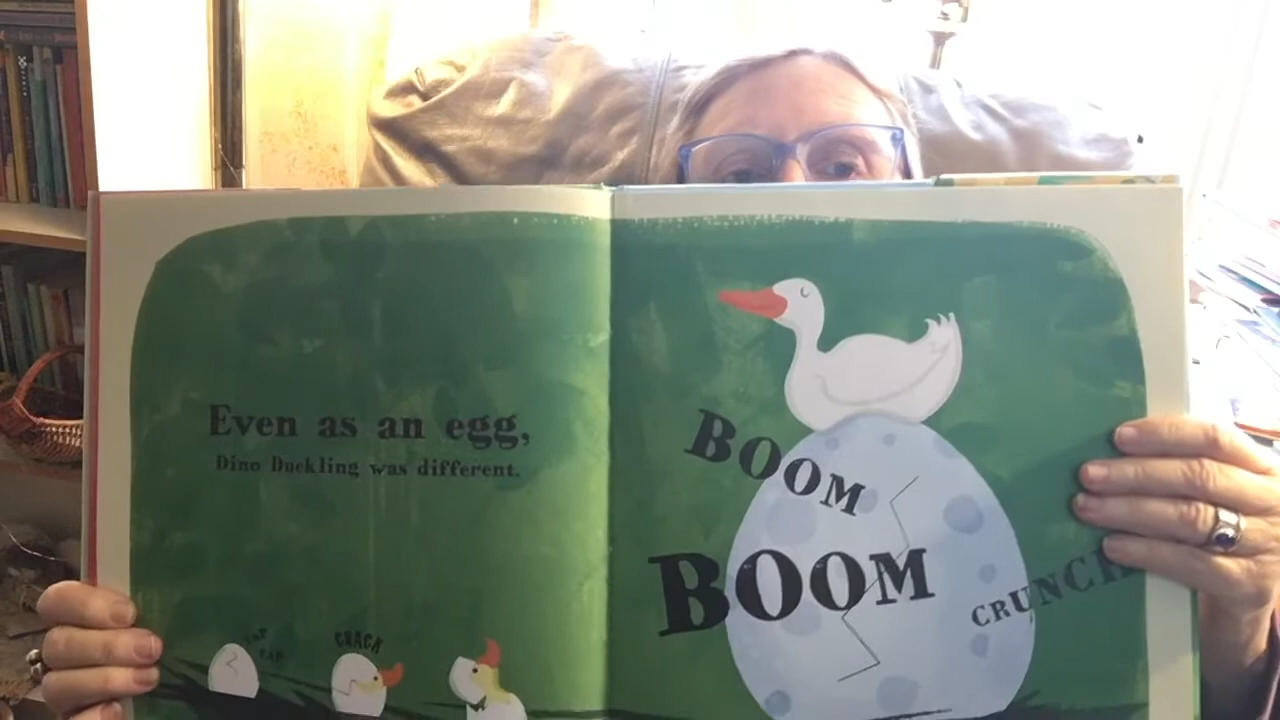 Even as an egg,
Dino Duckling was different.
TAP
TAP
CRACK
BOOM
BOOM
CRUNCH